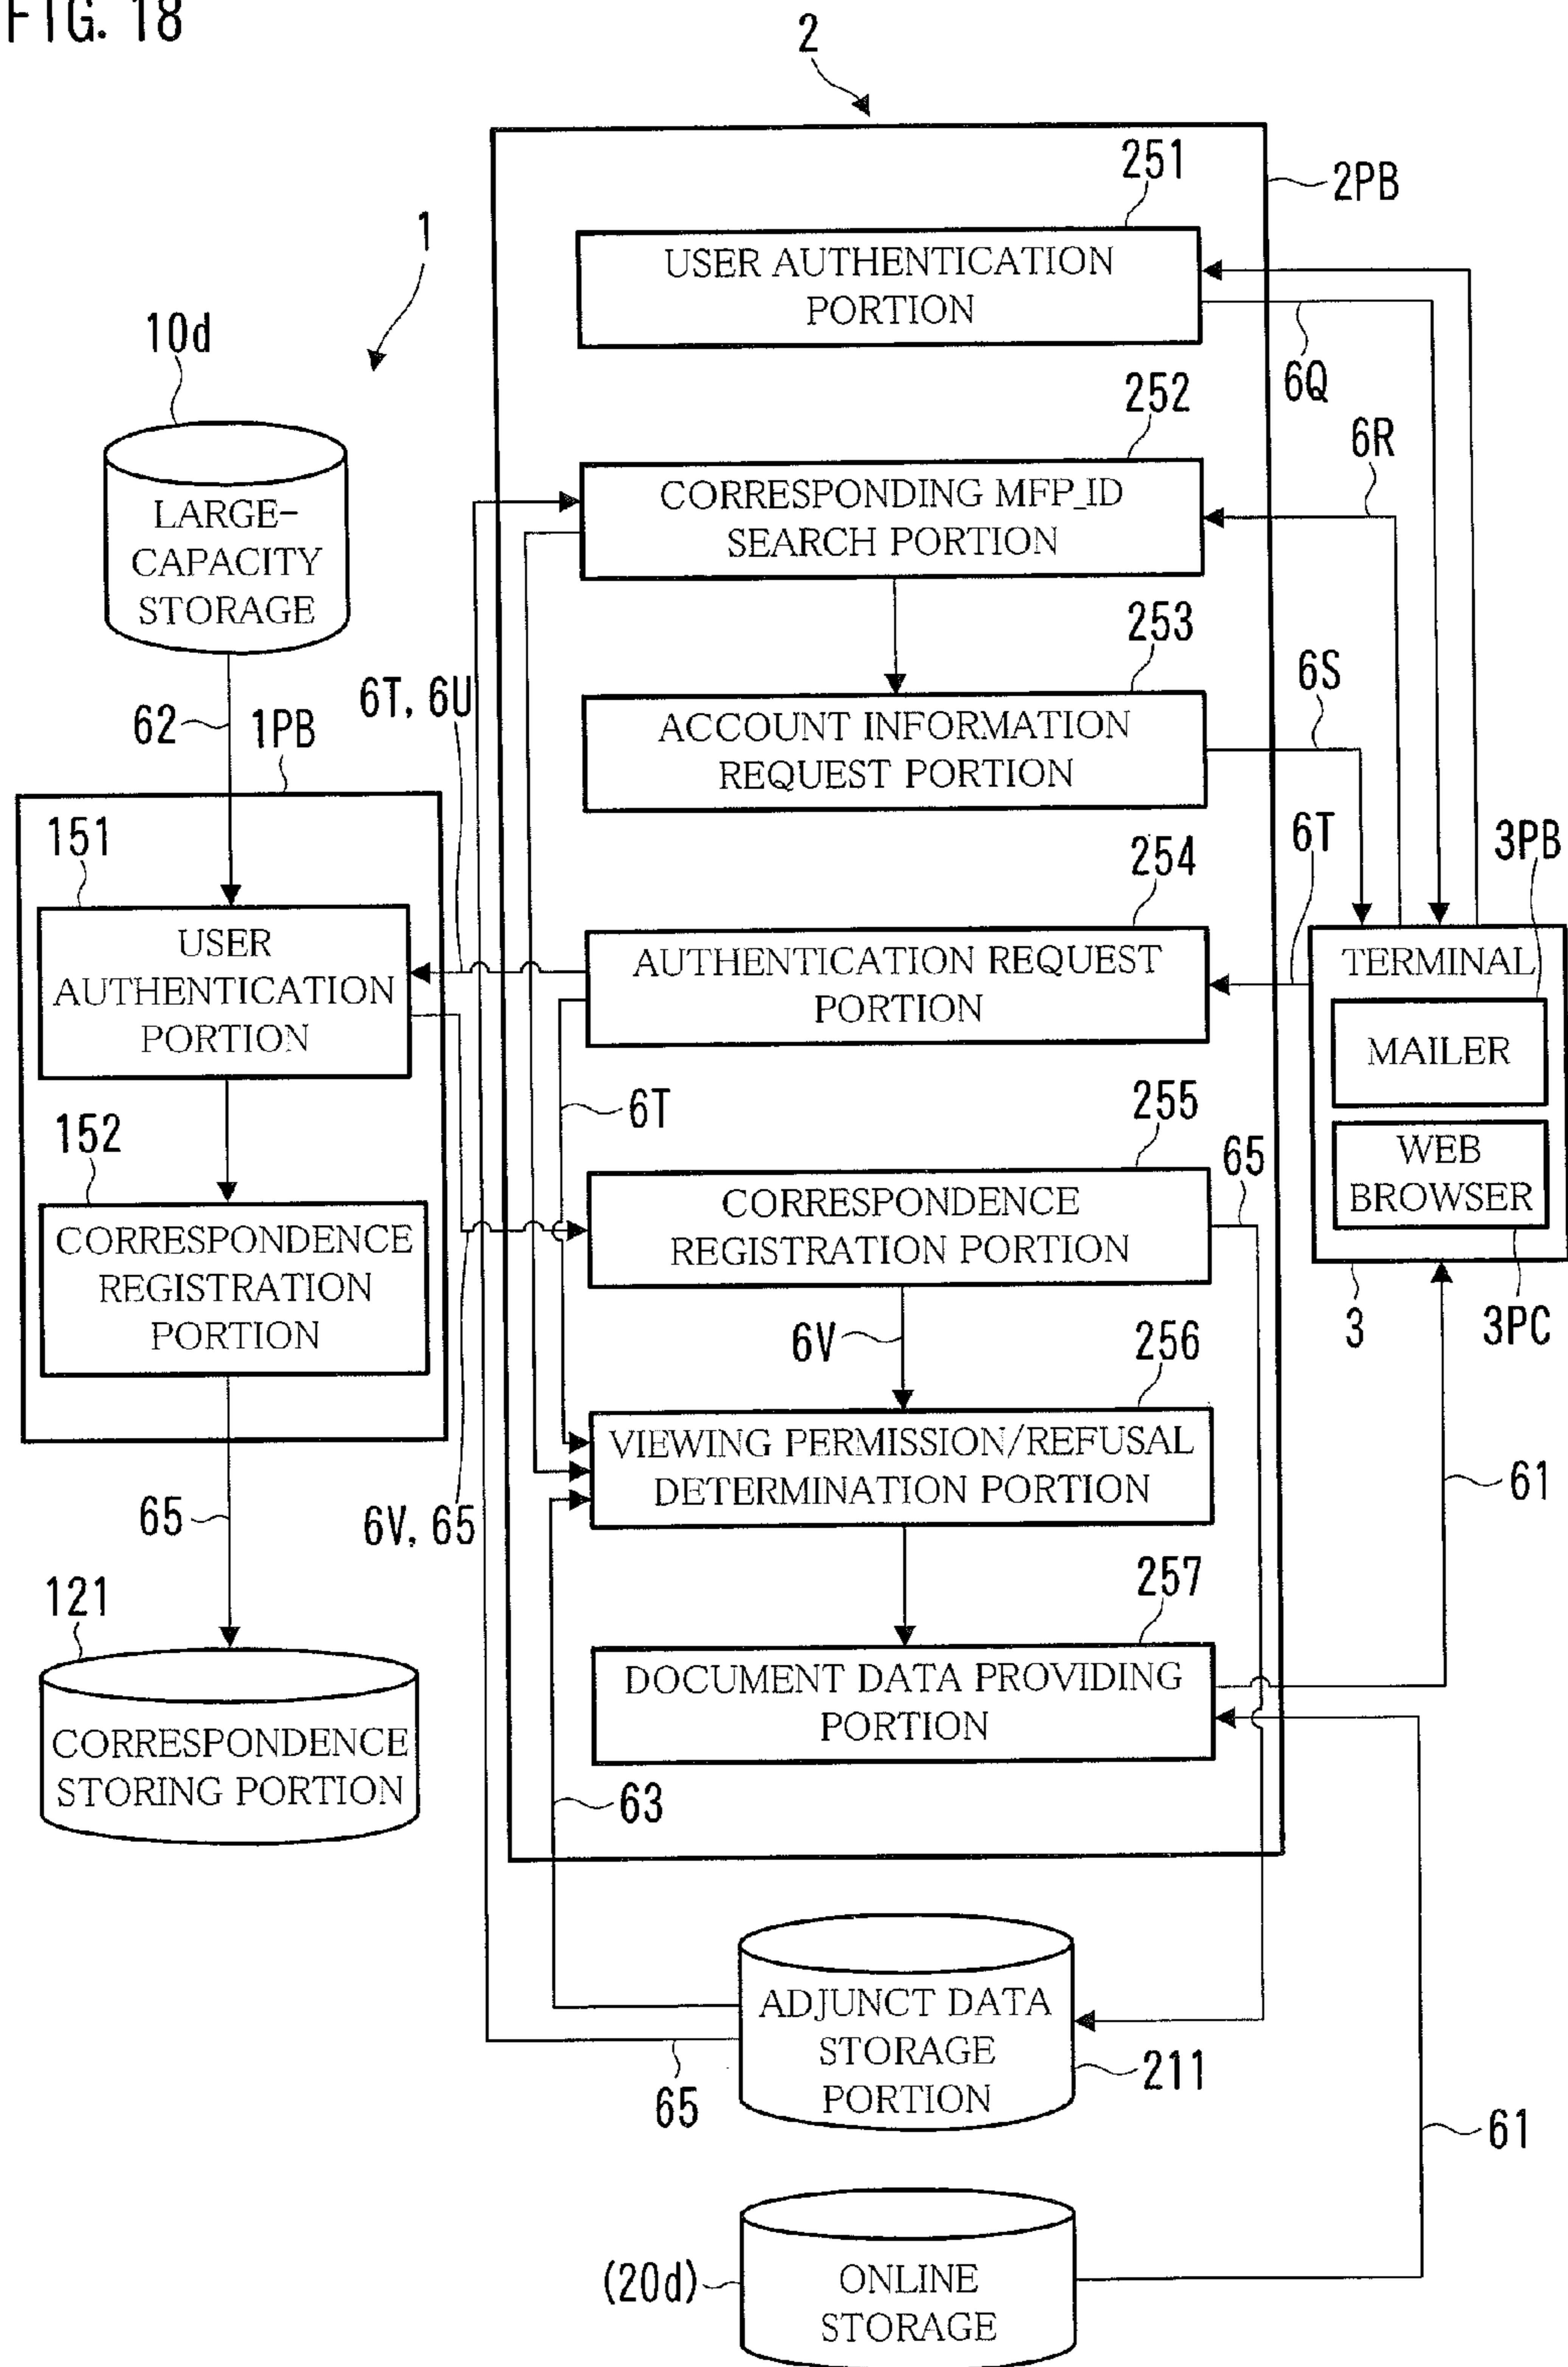 FIG. 18
2
251
2PB
USER AUTHENTICATION
PORTION
1
6Q
10d
252
6R
CORRESPONDING MFP_ID
SEARCH PORTION
LARGE-
CAPACITY
STORAGE
253
6S
6T, 6U
62
1PB
ACCOUNT INFORMATION
REQUEST PORTION
151
254
6T
3PB
USER
AUTHENTICATION
PORTION
AUTHENTICATION REQUEST
PORTION
TERMINAL
MAILER
6T
255
65
152
WEB
BROWSER
CORRESPONDENCE
REGISTRATION PORTION
CORRESPONDENCE
REGISTRATION
PORTION
6V
256
3
3PC
VIEWING PERMISSION/REFUSAL
DETERMINATION PORTION
61
65
6V, 65
257
121
DOCUMENT DATA PROVIDING
PORTION
CORRESPONDENCE
STORING PORTION
63
ADJUNCT DATA
STORAGE
PORTION
211
65
61
(20d)
ONLINE
STORAGE